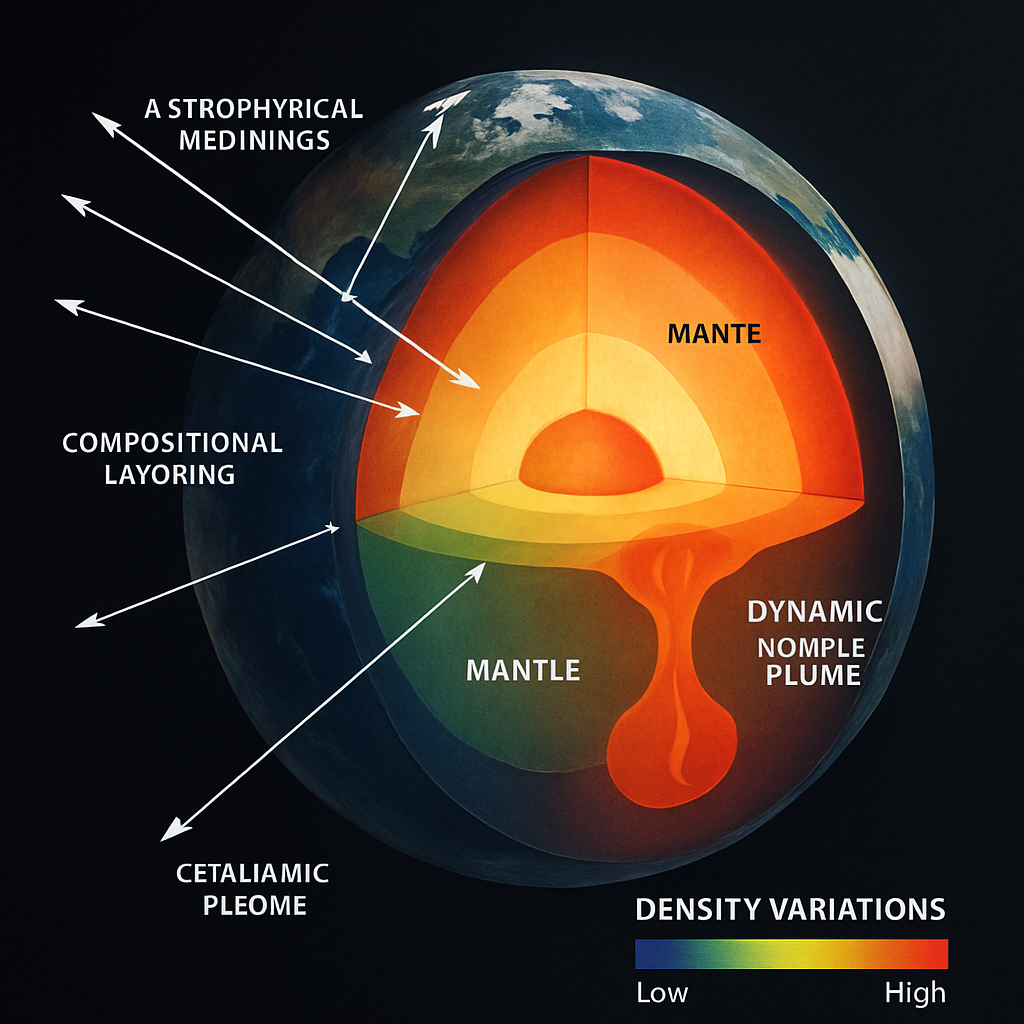 A STROPHYRICAL
MEDININGS
MANTE
COMPOSITIONAL
LAYORING
DYNAMIC
NOMPLE
PLUME
MANTLE
CETALIAMIC
PLEOME
DENSITY VARIATIONS
Low High